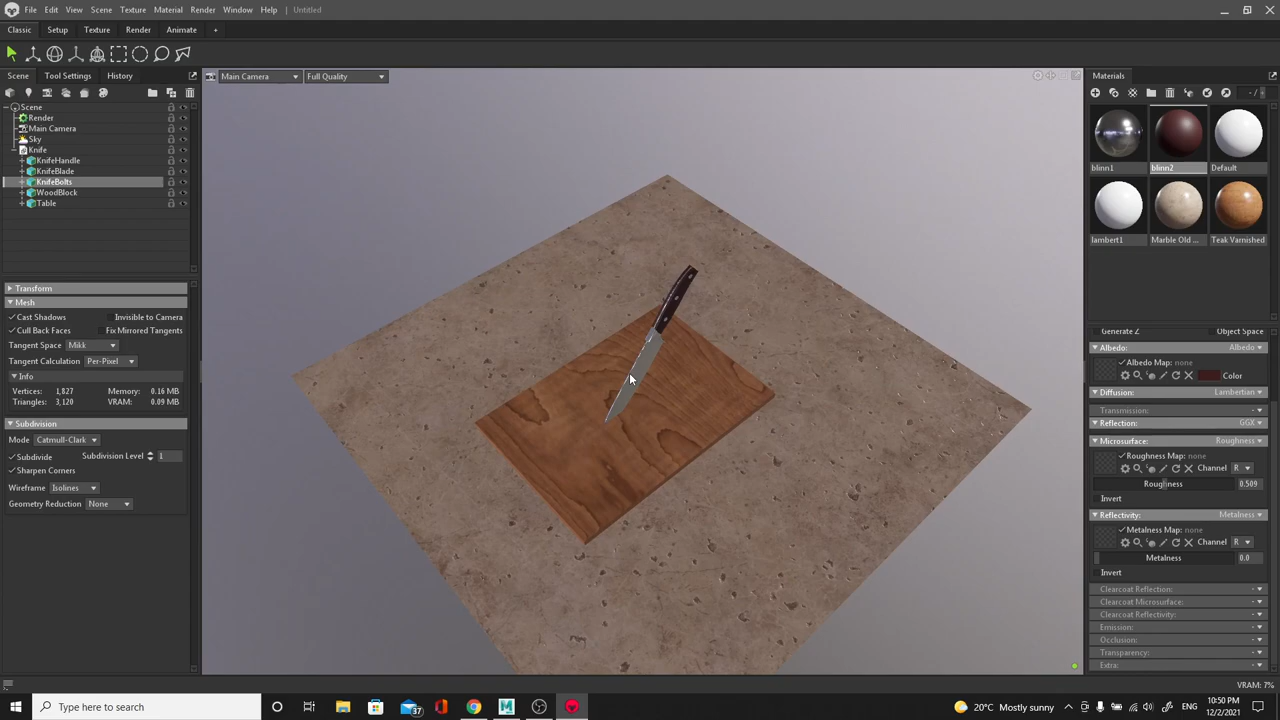 File Edit View Scene Texture Material Render Window Help Untitled
Classic Setup Texture Render Animate +
Scene Tool Settings History
Main Camera Full Quality
Materials
Scene
Render
Main Camera
Sky
Knife
KnifeHandle
KnifeBlade
KnifeBolts
WoodBlock
Table
Transform
Mesh
Cast Shadows Invisible to Camera
Cull Back Faces Fix Mirrored Tangents
Tangent Space Mikk
Tangent Calculation Per-Pixel
Info
Vertices: 1,827 Memory: 0.16 MB
Triangles: 3,120 VRAM: 0.09 MB
Subdivision
Mode Catmull-Clark
Subdivide Subdivision Level 1
Sharpen Corners
Wireframe Isolines
Geometry Reduction None
blinn1 blinn2 Default
lambert1 Marble Old ... Teak Varnished
Generate Z Object Space
Albedo: Albedo
Albedo Map: none
Color
Diffusion: Lambertian
Transmission:
Reflection: GGX
Microsurface: Roughness
Roughness Map: none
Channel R
Roughness 0.509
Invert
Reflectivity: Metalness
Metalness Map: none
Channel R
Metalness 0.0
Invert
Clearcoat Reflection:
Clearcoat Microsurface:
Clearcoat Reflectivity:
Emission:
Occlusion:
Transparency:
Extra:
VRAM: 7%
Type here to search
37
20°C Mostly sunny
10:50 PM
12/2/2021